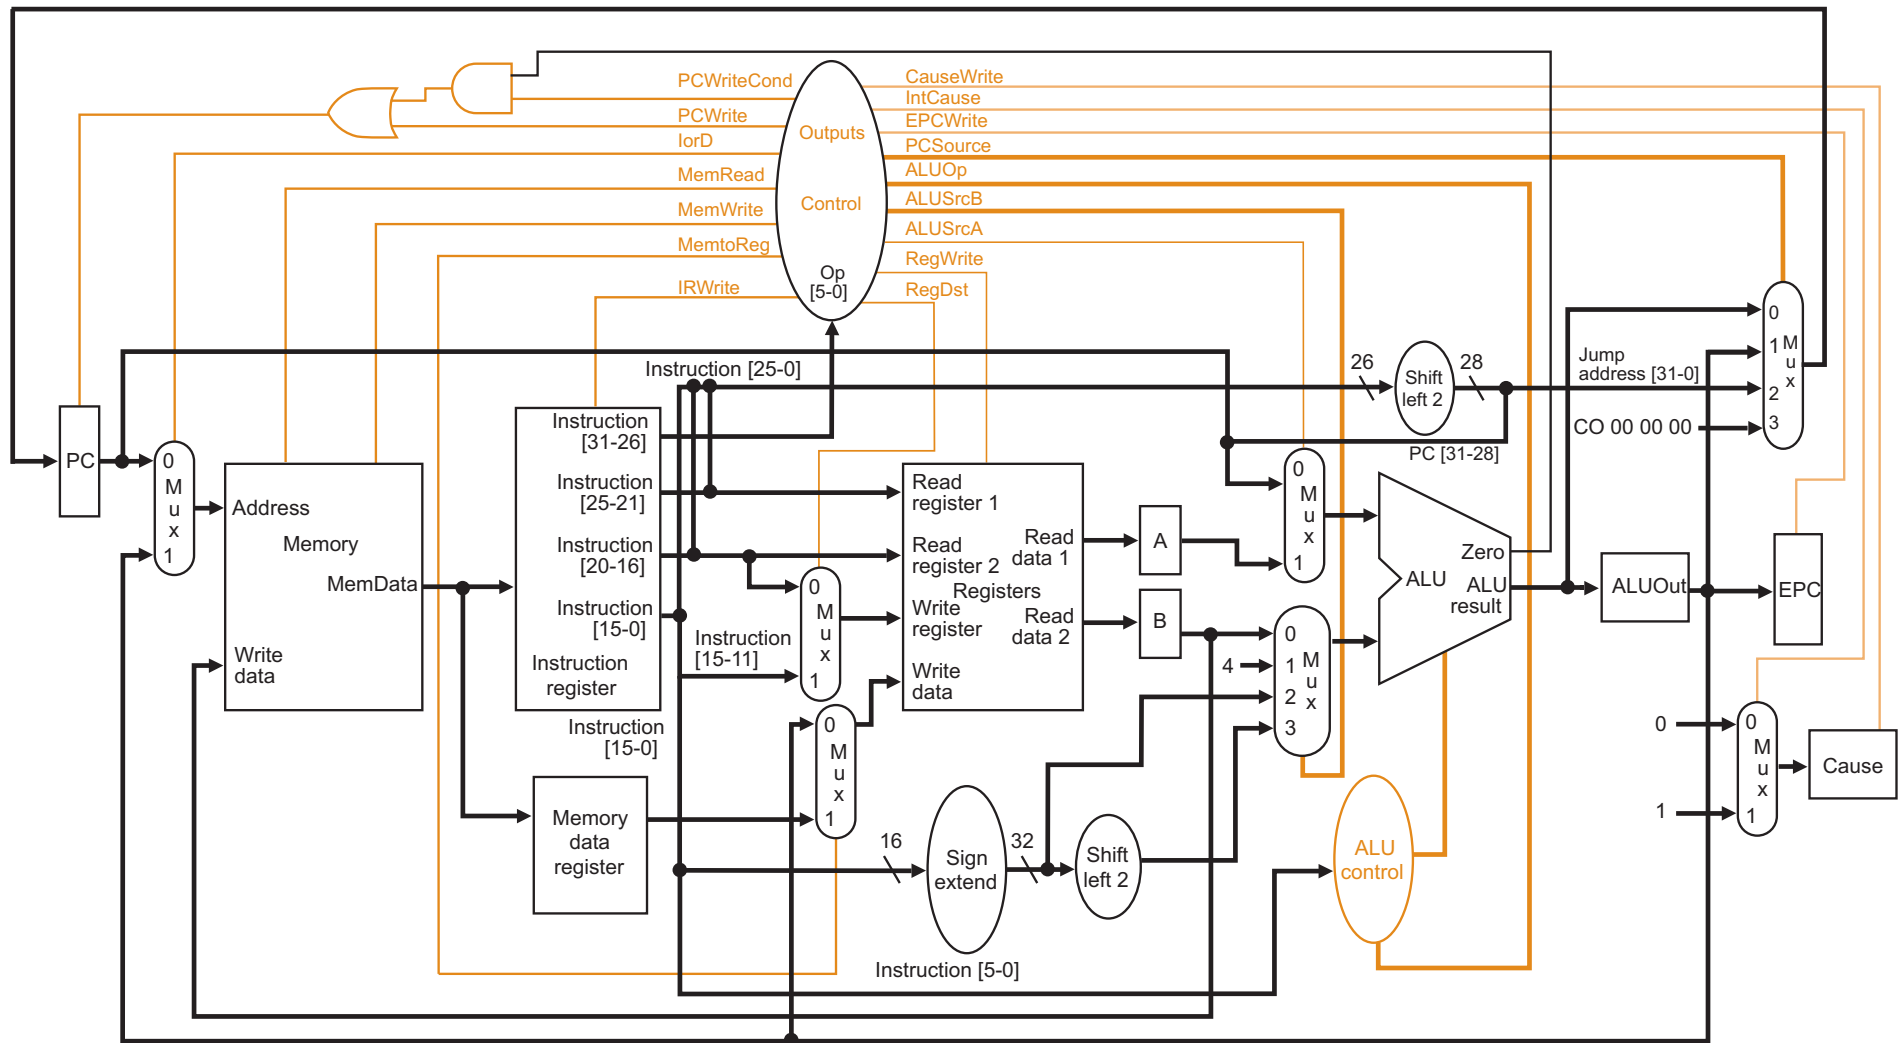 PCWriteCond
PCWrite
IorD
MemRead
MemWrite
MemtoReg
IRWrite
Outputs
Control
Op
[5-0]
CauseWrite
IntCause
EPCWrite
PCSource
ALUOp
ALUSrcB
ALUSrcA
RegWrite
RegDst
PC
0
M
u
x
1
Address
Memory
MemData
Write
data
Instruction [25-0]
Instruction
[31-26]
Instruction
[25-21]
Instruction
[20-16]
Instruction
[15-0]
Instruction
register
Instruction
[15-0]
Memory
data
register
Instruction
[15-11]
0
M
u
x
1
0
M
u
x
1
Read
register 1
Read
register 2
Registers
Write
register
Write
data
Read
data 1
Read
data 2
A
B
16
Sign
extend
32
Shift
left 2
Instruction [5-0]
26
Shift
left 2
28
PC [31-28]
Jump
address [31-0]
CO 00 00 00
0
M
u
x
1
4
0
1
2
3
M
u
x
Zero
ALU
ALU
result
ALU
control
ALUOut
0
1
2
3
M
u
x
EPC
0
1
0
M
u
x
1
Cause